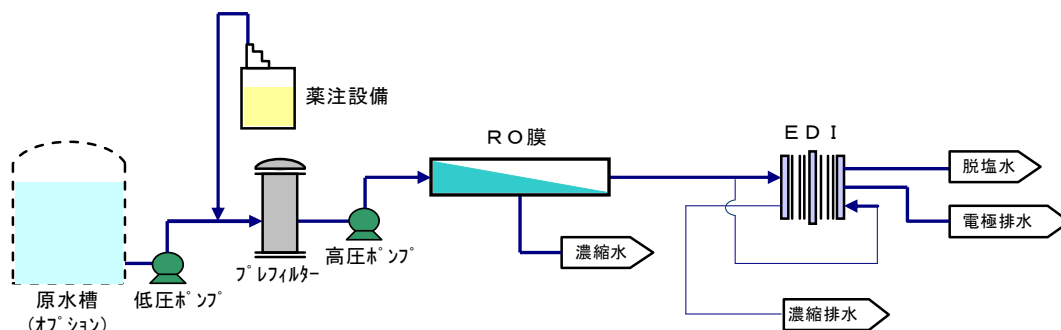 薬注設備
ＲＯ膜
ＥＤＩ
脱塩水
電極排水
濃縮水
濃縮排水
高圧ﾎﾟﾝﾌﾟ
ﾌﾟﾚﾌｨﾙﾀｰ
低圧ﾎﾟﾝﾌﾟ
原水槽
(ｵﾌﾟｼｮﾝ)